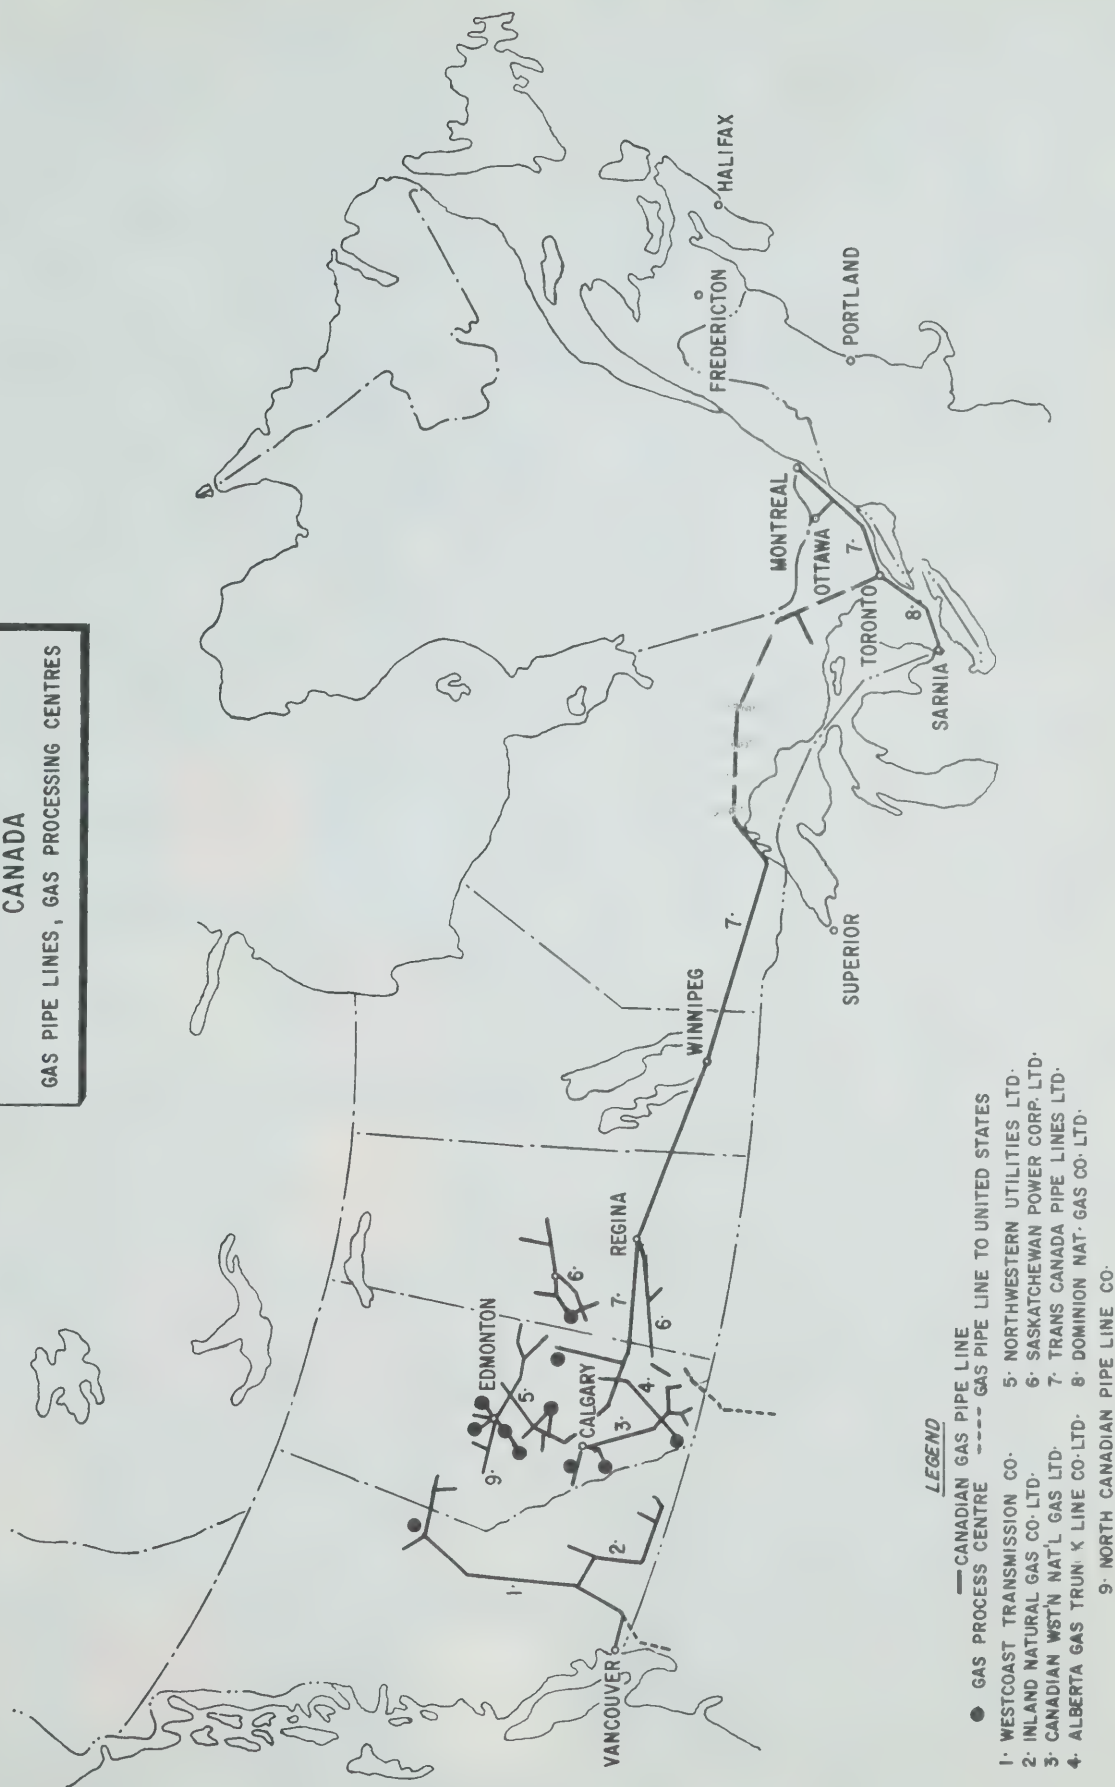 CANADA
GAS PIPE LINES, GAS PROCESSING CENTRES
VANCOUVER
EDMONTON
CALGARY
REGINA
WINNIPEG
SUPERIOR
SARNIA
TORONTO
OTTAWA
MONTREAL
FREDERICTON
PORTLAND
HALIFAX
1·
2·
9·
5·
3·
4·
6·
7·
6·
7·
8·
7·
LEGEND
CANADIAN GAS PIPE LINE
GAS PROCESS CENTRE ---- GAS PIPE LINE TO UNITED STATES
1· WESTCOAST TRANSMISSION CO· 5· NORTHWESTERN UTILITIES LTD·
2· INLAND NATURAL GAS CO·LTD· 6· SASKATCHEWAN POWER CORP. LTD·
3· CANADIAN WST'N NAT'L GAS LTD· 7· TRANS CANADA PIPE LINES LTD·
4· ALBERTA GAS TRUN K LINE CO·LTD· 8· DOMINION NAT· GAS CO·LTD·
9· NORTH CANADIAN PIPE LINE CO·